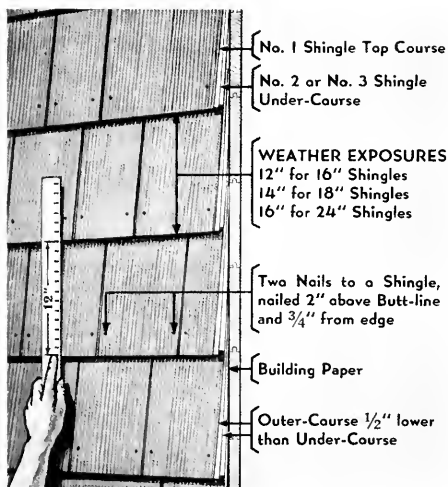 No. 1 Shingle Top Course
No. 2 or No. 3 Shingle
Under-Course
WEATHER EXPOSURES
12" for 16" Shingles
14" for 18" Shingles
16" for 24" Shingles
12"
Two Nails to a Shingle,
nailed 2" above Butt-line
and 3/4" from edge
Building Paper
Outer-Course 1/2" lower
than Under-Course